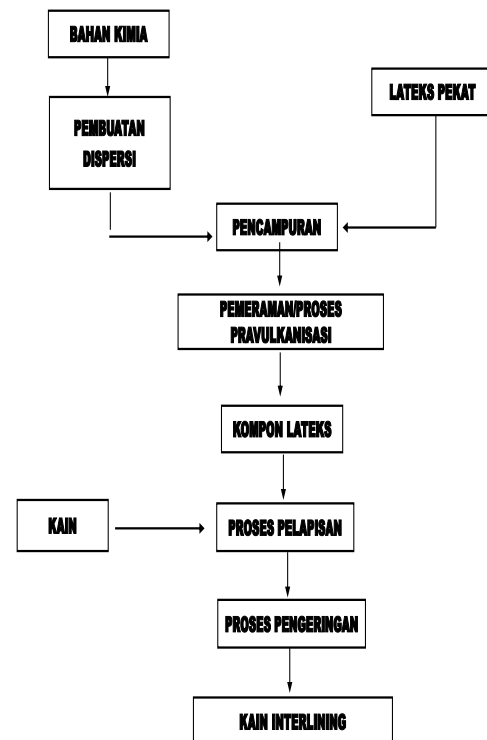 BAHAN KIMIA
LATEKS PEKAT
PEMBUATAN
DISPERSI
PENCAMPURAN
PEMERAMAN/PROSES
PRAVULKANISASI
KOMPON LATEKS
KAIN
PROSES PELAPISAN
PROSES PENGERINGAN
KAIN INTERLINING